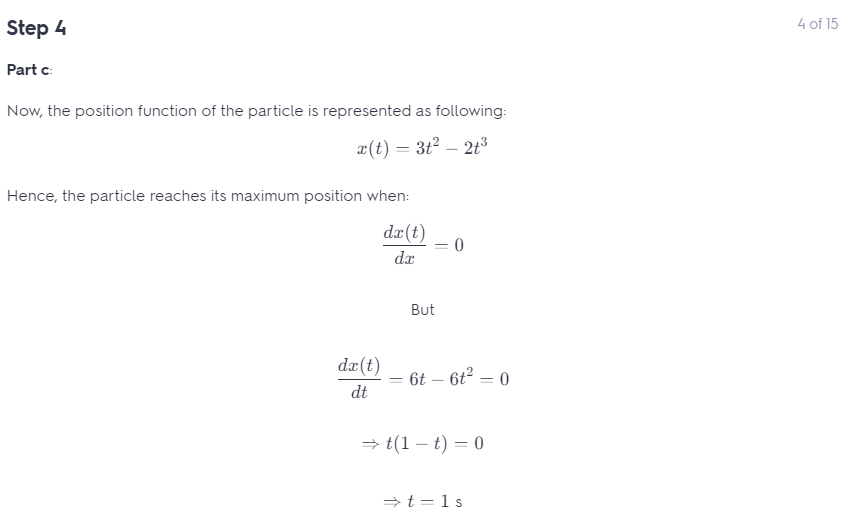 Step 4
4 of 15
Part c:
Now, the position function of the particle is represented as following:
x(t) = 3t² − 2t³
Hence, the particle reaches its maximum position when:
dx(t)/dx = 0
But
dx(t)/dt = 6t − 6t² = 0
⇒ t(1 − t) = 0
⇒ t = 1 s